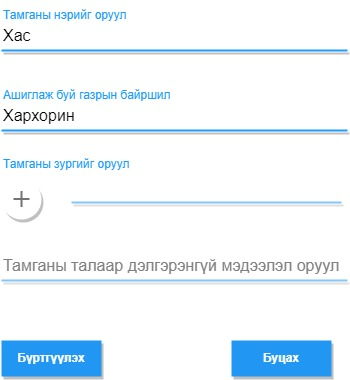 Тамганы нэрийг оруул
Хас
Ашиглаж буй газрын байршил
Хархорин
Тамганы зургийг оруул
+
Тамганы талаар дэлгэрэнгүй мэдээлэл оруул
Бүртгүүлэх Буцах